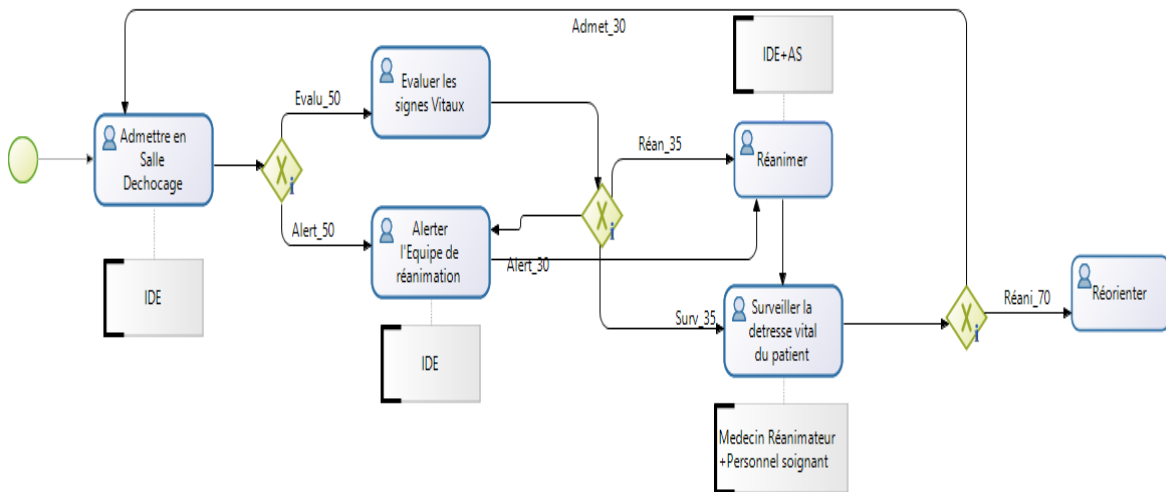 Admet_30
IDE+AS
Evaluer les
signes Vitaux
Evalu_50
Admettre en
Salle
Dechocage
Réan_35
Réanimer
Alert_50
Alerter
l'Equipe de
réanimation
Alert_30
IDE
IDE
Surv_35
Surveiller la
detresse vital
du patient
Réani_70
Réorienter
Medecin Réanimateur
+Personnel soignant